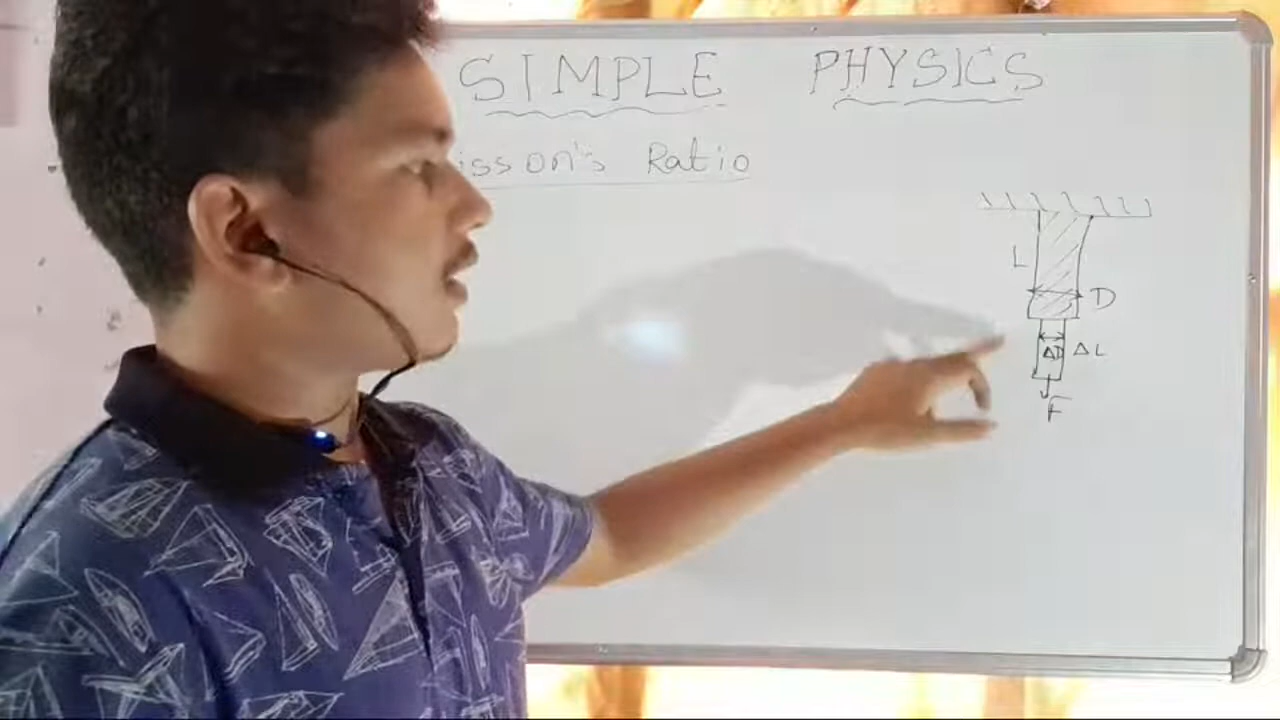 SIMPLE PHYSICS
isson's Ratio
L
D
ΔD ΔL
F